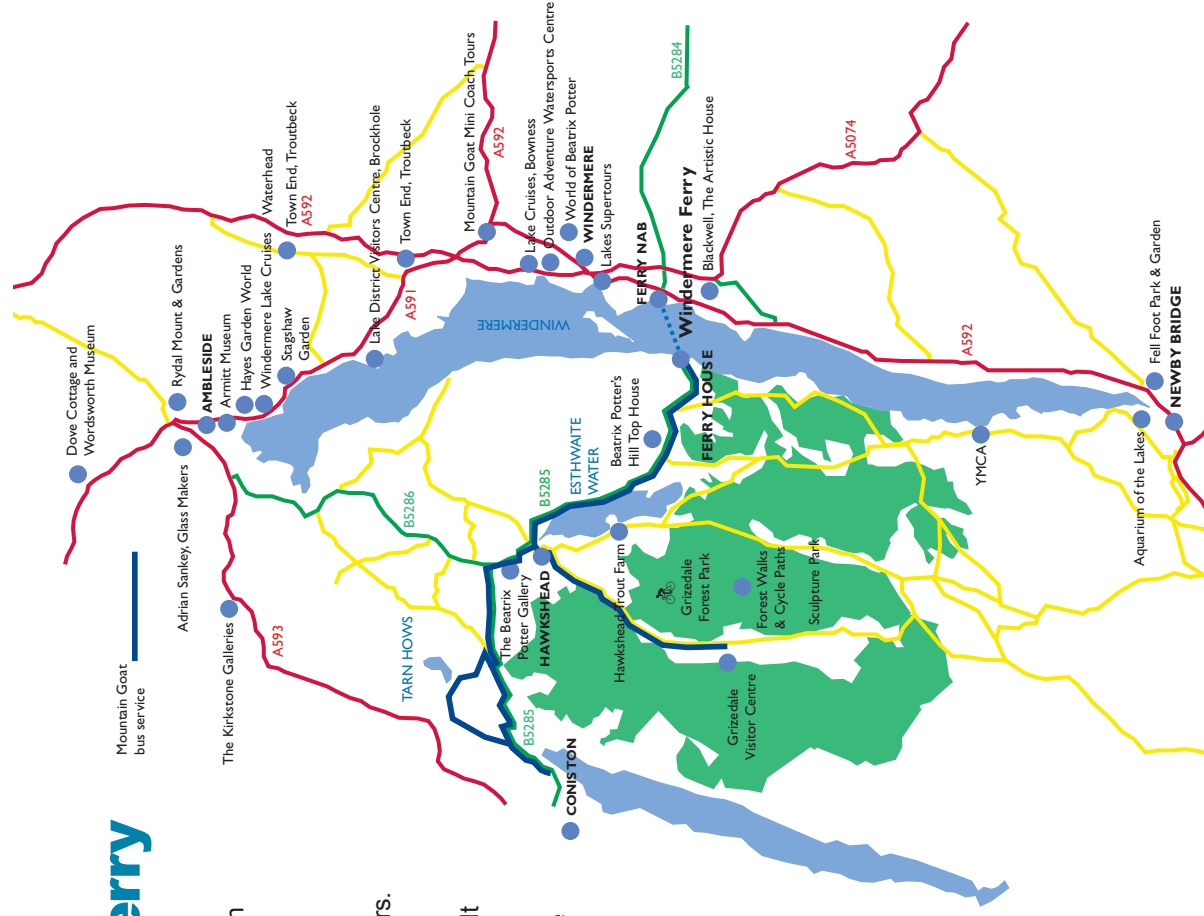 erry
n
rs.
lt
Mountain Goat
bus service
Dove Cottage and
Wordsworth Museum
Rydal Mount & Gardens
Adrian Sankey, Glass Makers
AMBLESIDE
Armitt Museum
Hayes Garden World
Windermere Lake Cruises
Waterhead
The Kirkstone Galleries
A593
Stagshaw
Garden
Town End, Troutbeck
A592
Lake District Visitors Centre, Brockhole
Town End, Troutbeck
A591
TARN HOWS
B5286
Mountain Goat Mini Coach Tours
A592
WINDERMERE
The Beatrix
Potter Gallery
HAWKSHEAD
B5285
B5285
Lake Cruises, Bowness
Outdoor Adventure Watersports Centre
World of Beatrix Potter
WINDERMERE
Lakes Supertours
CONISTON
ESTHWAITE
WATER
Beatrix Potter's
Hill Top House
Hawkshead Trout Farm
FERRY NAB
B5284
Windermere Ferry
FERRY HOUSE
Blackwell, The Artistic House
Grizedale
Forest Park
Grizedale
Visitor Centre
Forest Walks
& Cycle Paths
Sculpture Park
A5074
A592
YMCA
Aquarium of the Lakes
Fell Foot Park & Garden
NEWBY BRIDGE